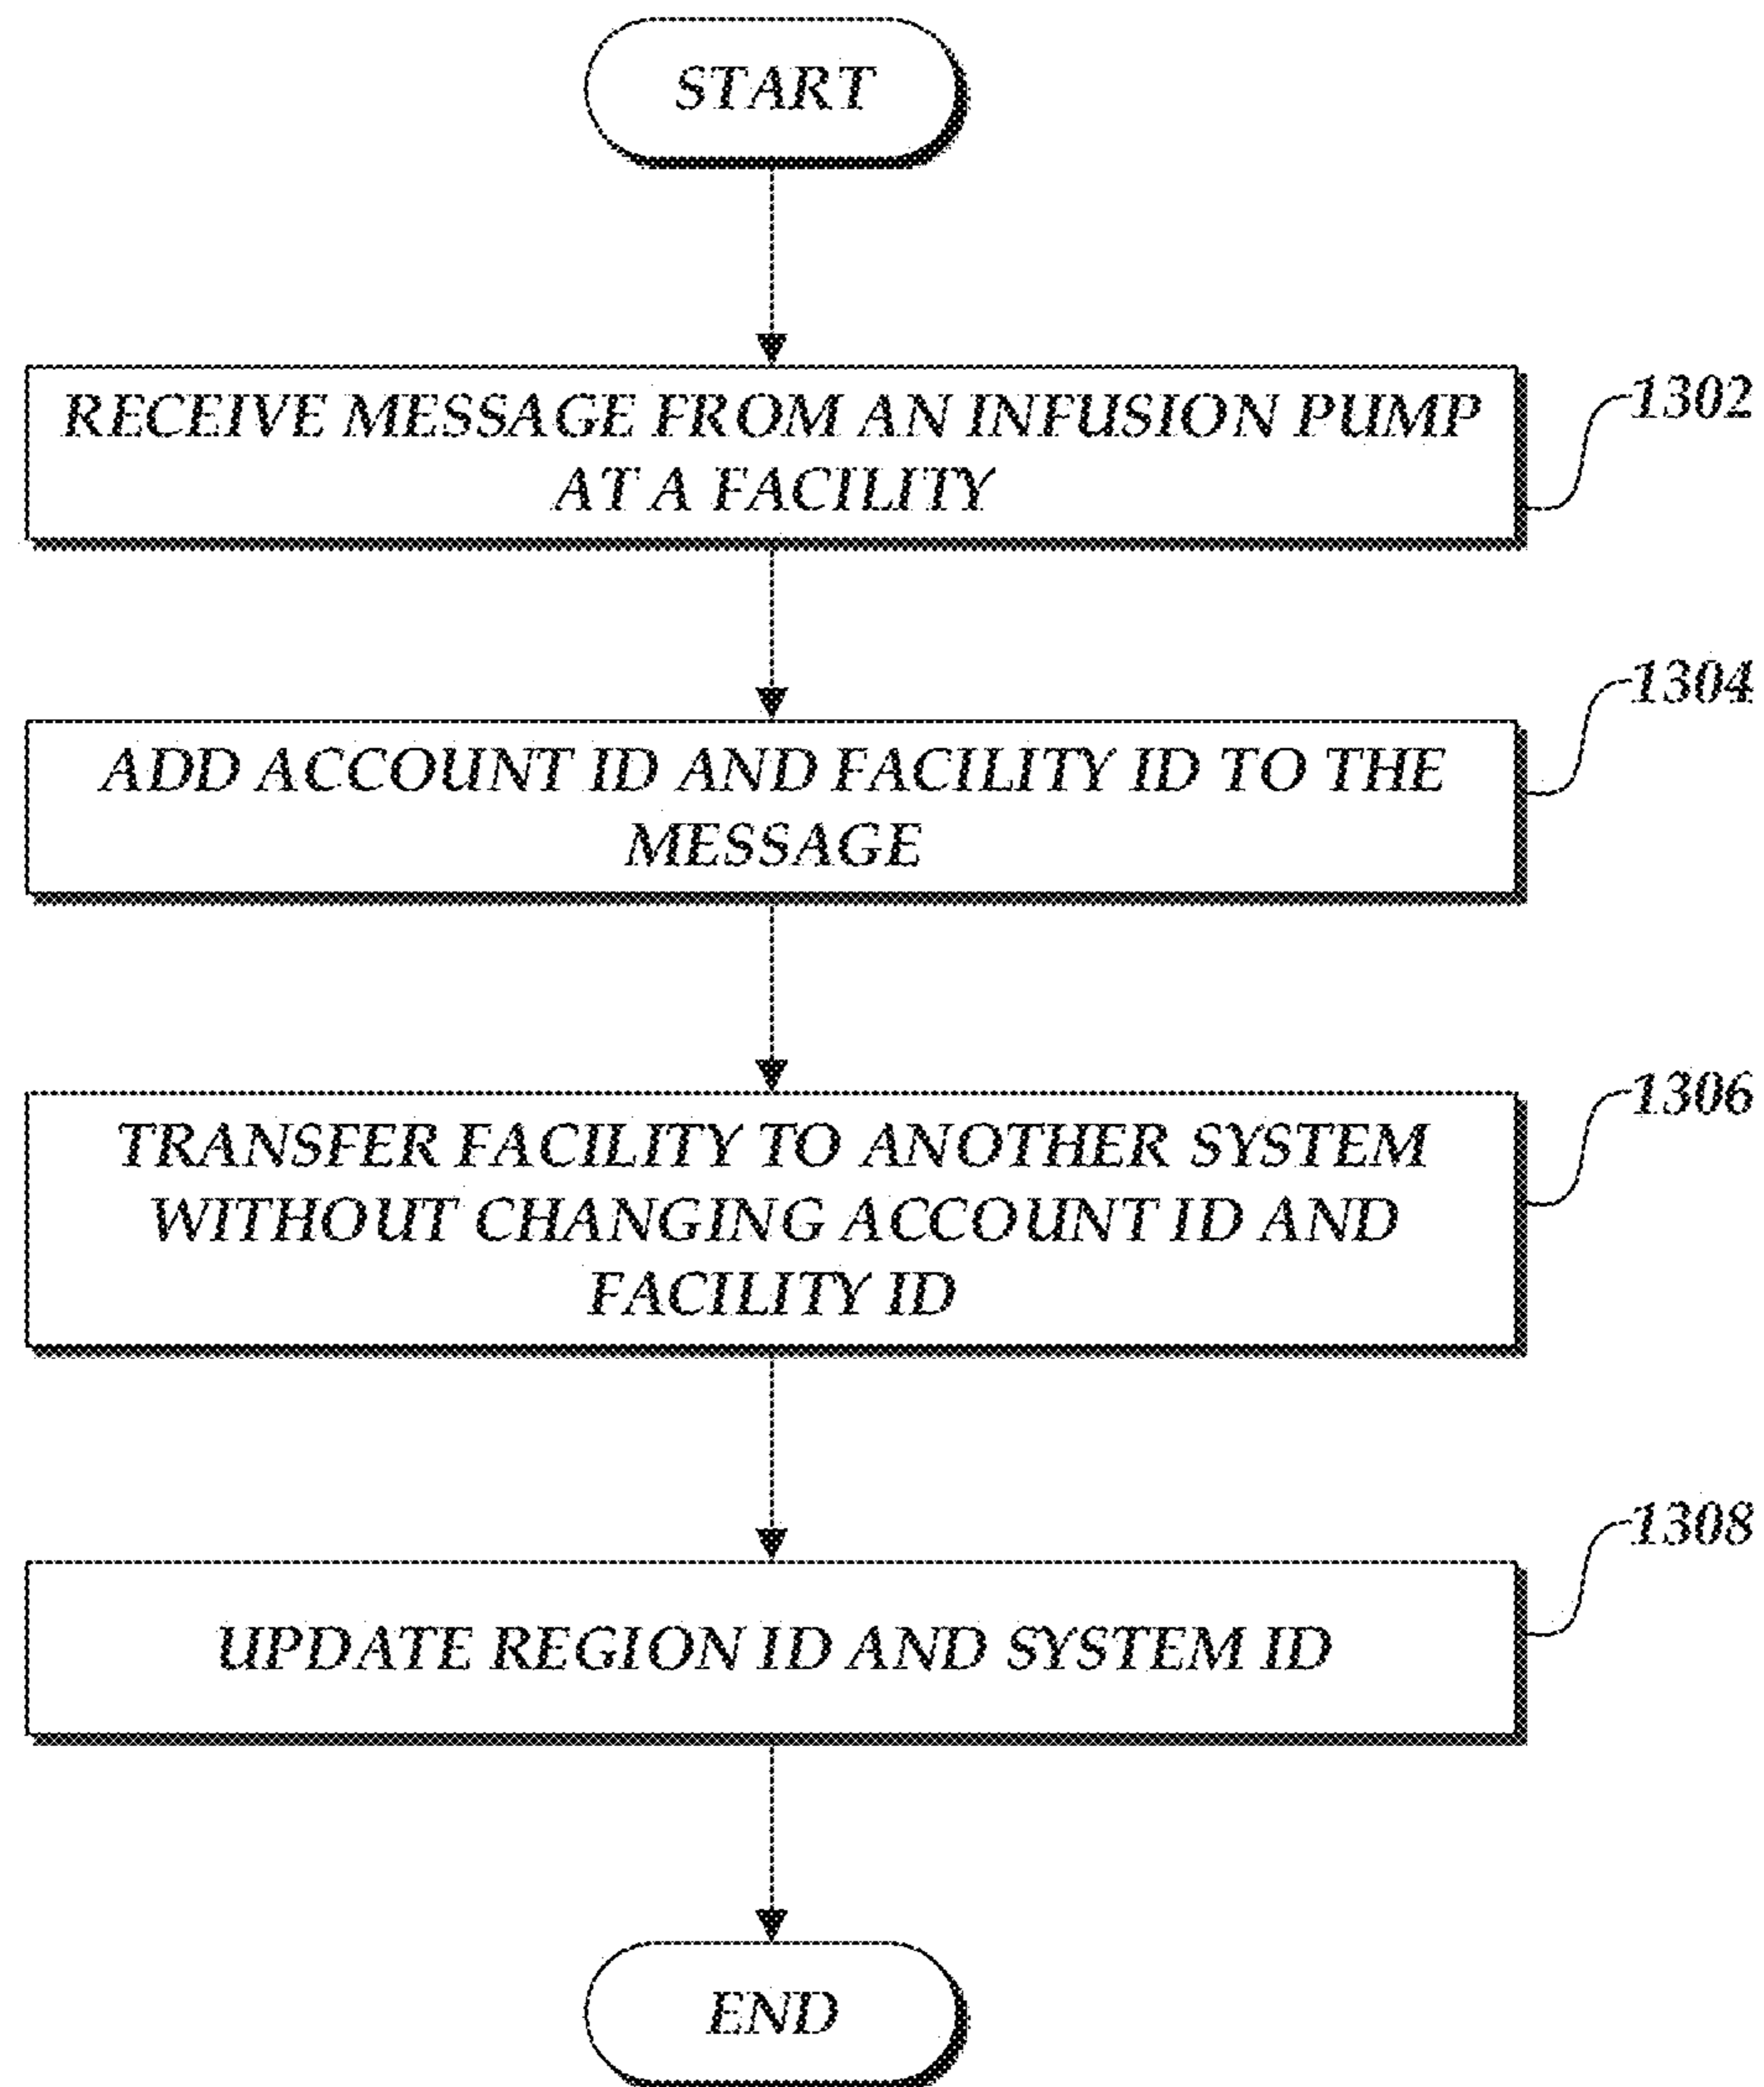 START
RECEIVE MESSAGE FROM AN INFUSION PUMP
AT A FACILITY
1302
ADD ACCOUNT ID AND FACILITY ID TO THE
MESSAGE
1304
TRANSFER FACILITY TO ANOTHER SYSTEM
WITHOUT CHANGING ACCOUNT ID AND
FACILITY ID
1306
UPDATE REGION ID AND SYSTEM ID
1308
END